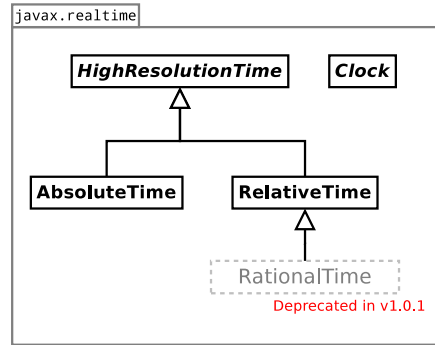 javax.realtime
HighResolutionTime
Clock
AbsoluteTime
RelativeTime
RationalTime
Deprecated in v1.0.1